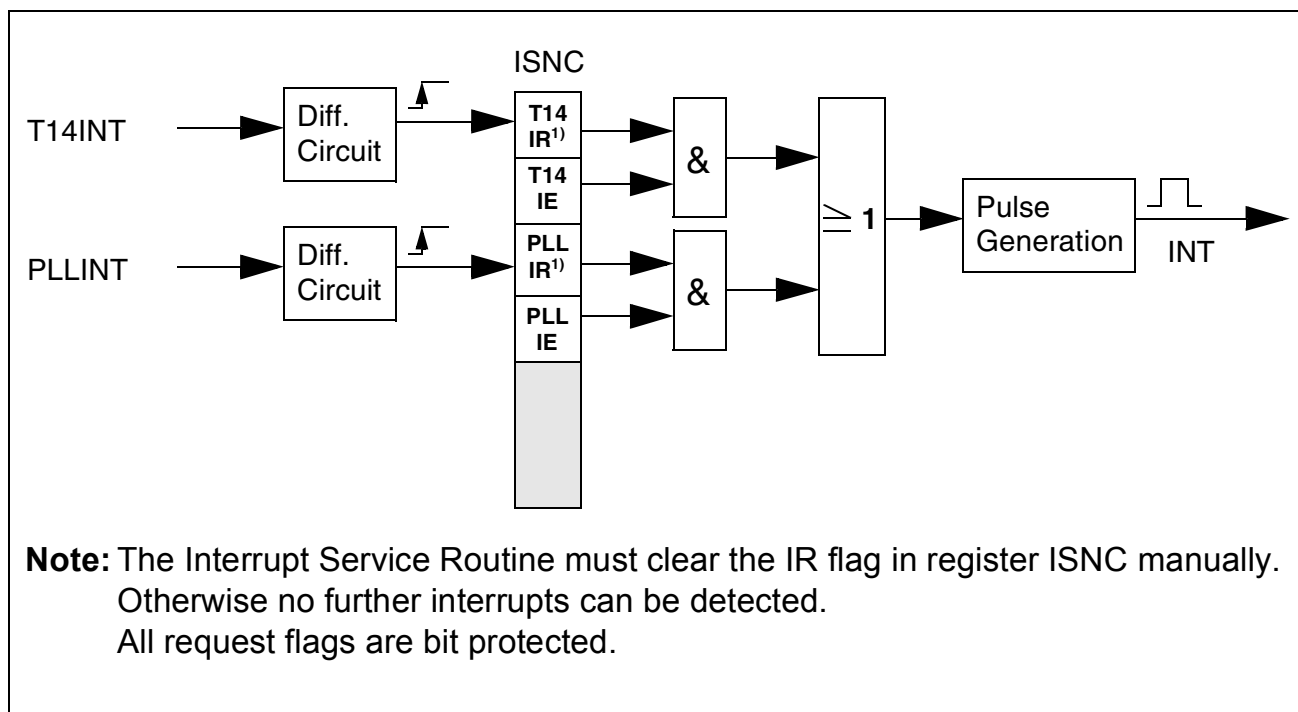 ISNC
T14INT
Diff.
Circuit
T14
IR1)
T14
IE
&
PLLINT
Diff.
Circuit
PLL
IR1)
PLL
IE
&
≥ 1
Pulse
Generation
INT
Note: The Interrupt Service Routine must clear the IR flag in register ISNC manually.
Otherwise no further interrupts can be detected.
All request flags are bit protected.